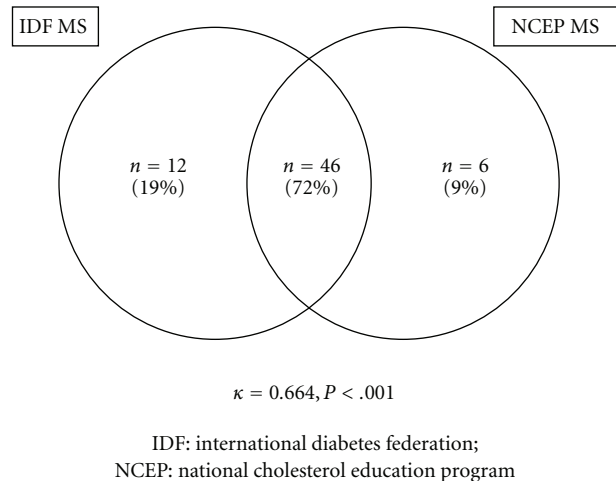 IDF MS
NCEP MS
n = 12
(19%)
n = 46
(72%)
n = 6
(9%)
κ = 0.664, P < .001
IDF: international diabetes federation;
NCEP: national cholesterol education program